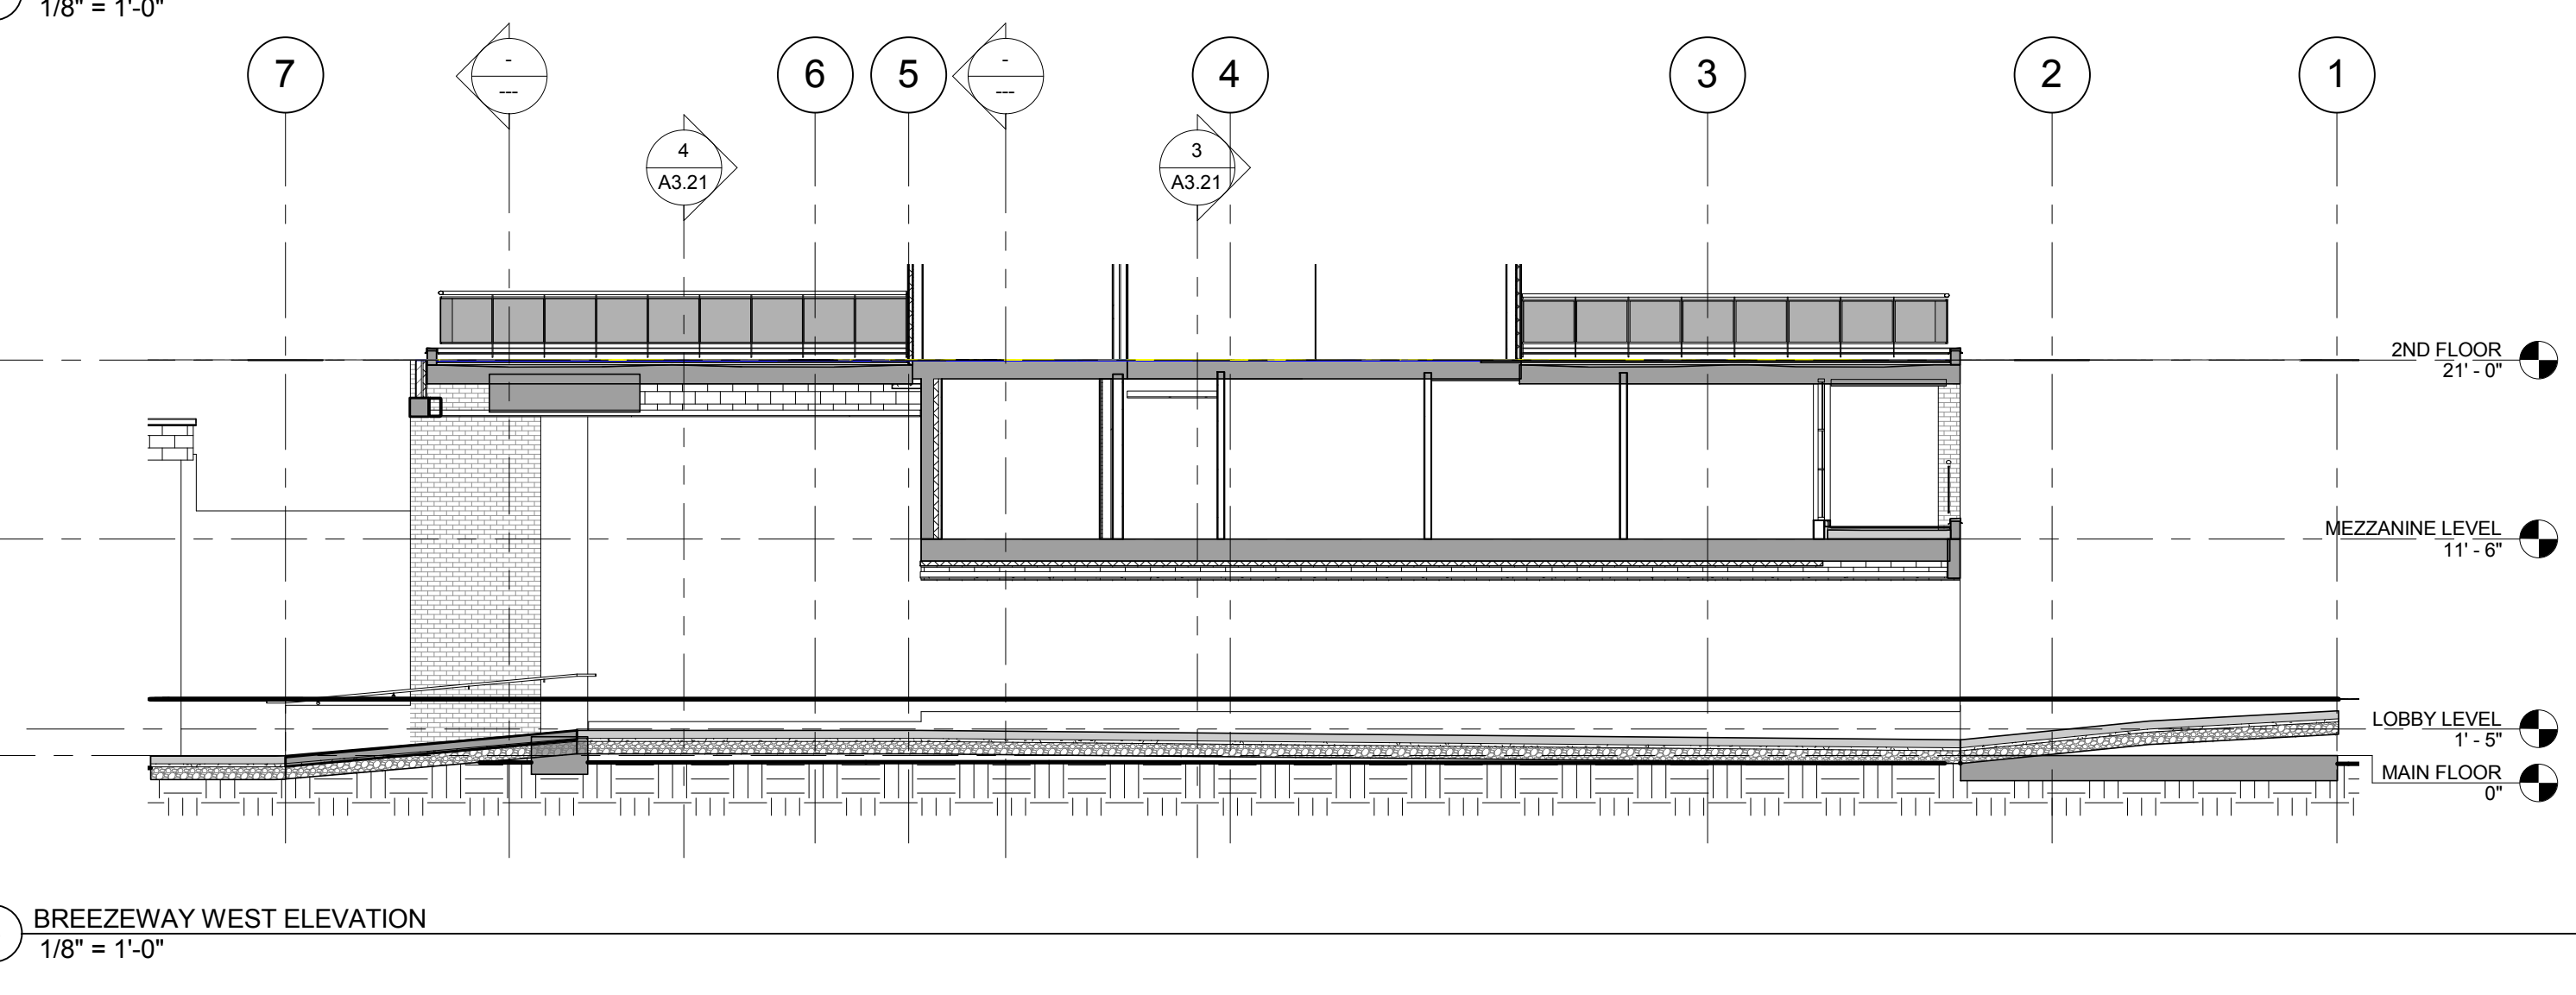 1/8" = 1'-0"
7
-
---
6
5
-
---
4
3
2
1
4
A3.21
3
A3.21
2ND FLOOR
21' - 0"
MEZZANINE LEVEL
11' - 6"
LOBBY LEVEL
1' - 5"
MAIN FLOOR
0"
BREEZEWAY WEST ELEVATION
1/8" = 1'-0"